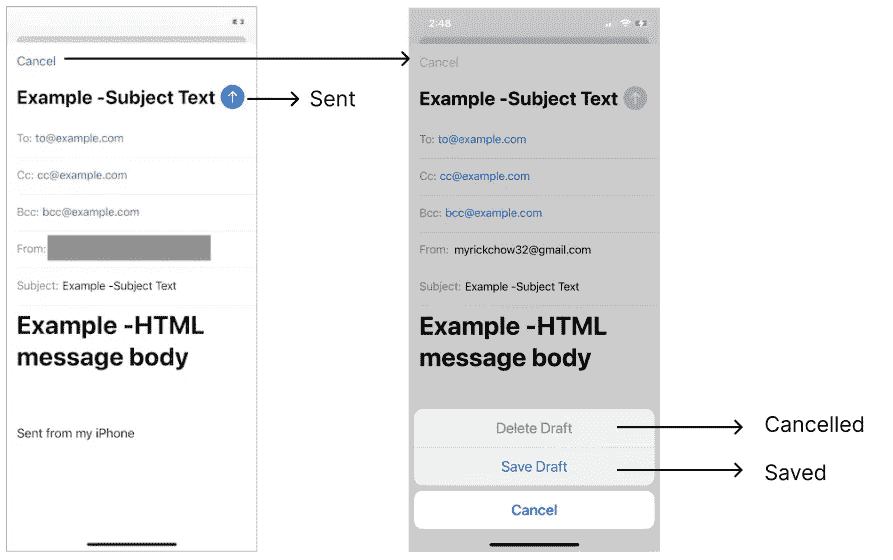 Cancel
Example -Subject Text
Sent
To: to@example.com
Cc: cc@example.com
Bcc: bcc@example.com
From:
Subject: Example -Subject Text
Example -HTML
message body
Sent from my iPhone
2:48
Cancel
Example -Subject Text
To: to@example.com
Cc: cc@example.com
Bcc: bcc@example.com
From: myrickchow32@gmail.com
Subject: Example -Subject Text
Example -HTML
message body
Delete Draft
Cancelled
Save Draft
Saved
Cancel